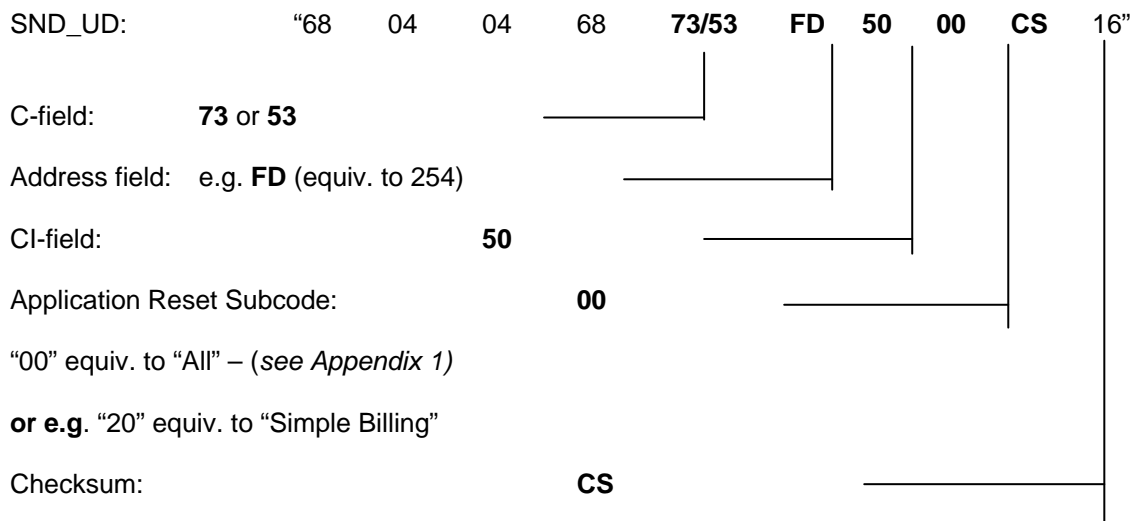 SND_UD: “68 04 04 68 73/53 FD 50 00 CS 16”
C-field: 73 or 53
Address field: e.g. FD (equiv. to 254)
CI-field: 50
Application Reset Subcode: 00
“00” equiv. to “All” – (see Appendix 1)
or e.g. “20” equiv. to “Simple Billing”
Checksum: CS